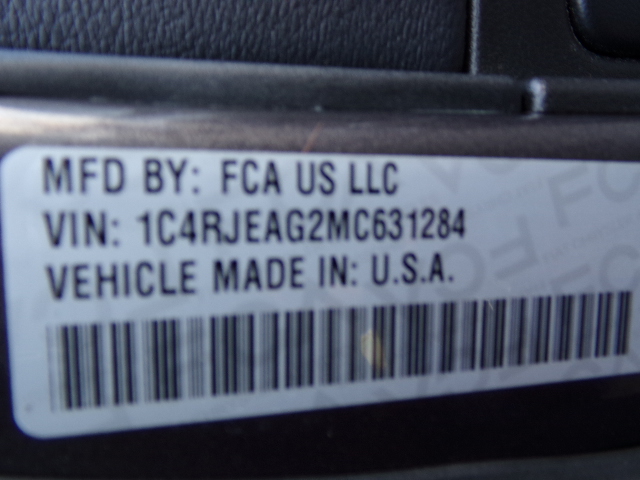 MFD BY: FCA US LLC
VIN: 1C4RJEAG2MC631284
VEHICLE MADE IN: U.S.A.